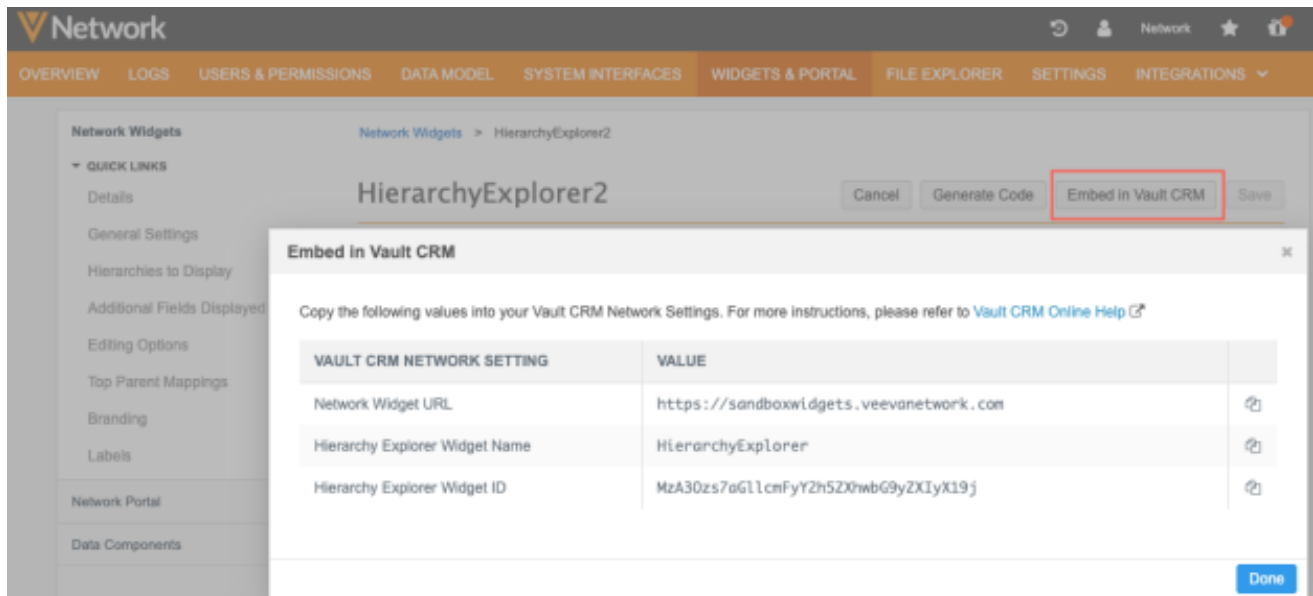 Network
Network
OVERVIEW LOGS USERS & PERMISSIONS DATA MODEL SYSTEM INTERFACES WIDGETS & PORTAL FILE EXPLORER SETTINGS INTEGRATIONS
Network Widgets
Network Widgets > HierarchyExplorer2
QUICK LINKS
Details
HierarchyExplorer2
Cancel Generate Code Embed in Vault CRM Save
General Settings
Hierarchies to Display
Additional Fields Displayed
Editing Options
Top Parent Mappings
Branding
Labels
Network Portal
Data Components
Embed in Vault CRM
Copy the following values into your Vault CRM Network Settings. For more instructions, please refer to Vault CRM Online Help
VAULT CRM NETWORK SETTING VALUE
Network Widget URL https://sandboxwidgets.veevanetwork.com
Hierarchy Explorer Widget Name HierarchyExplorer
Hierarchy Explorer Widget ID MzA3Ozs7aGllcmFyY2h5ZXhwbG9yZXIyX19j
Done